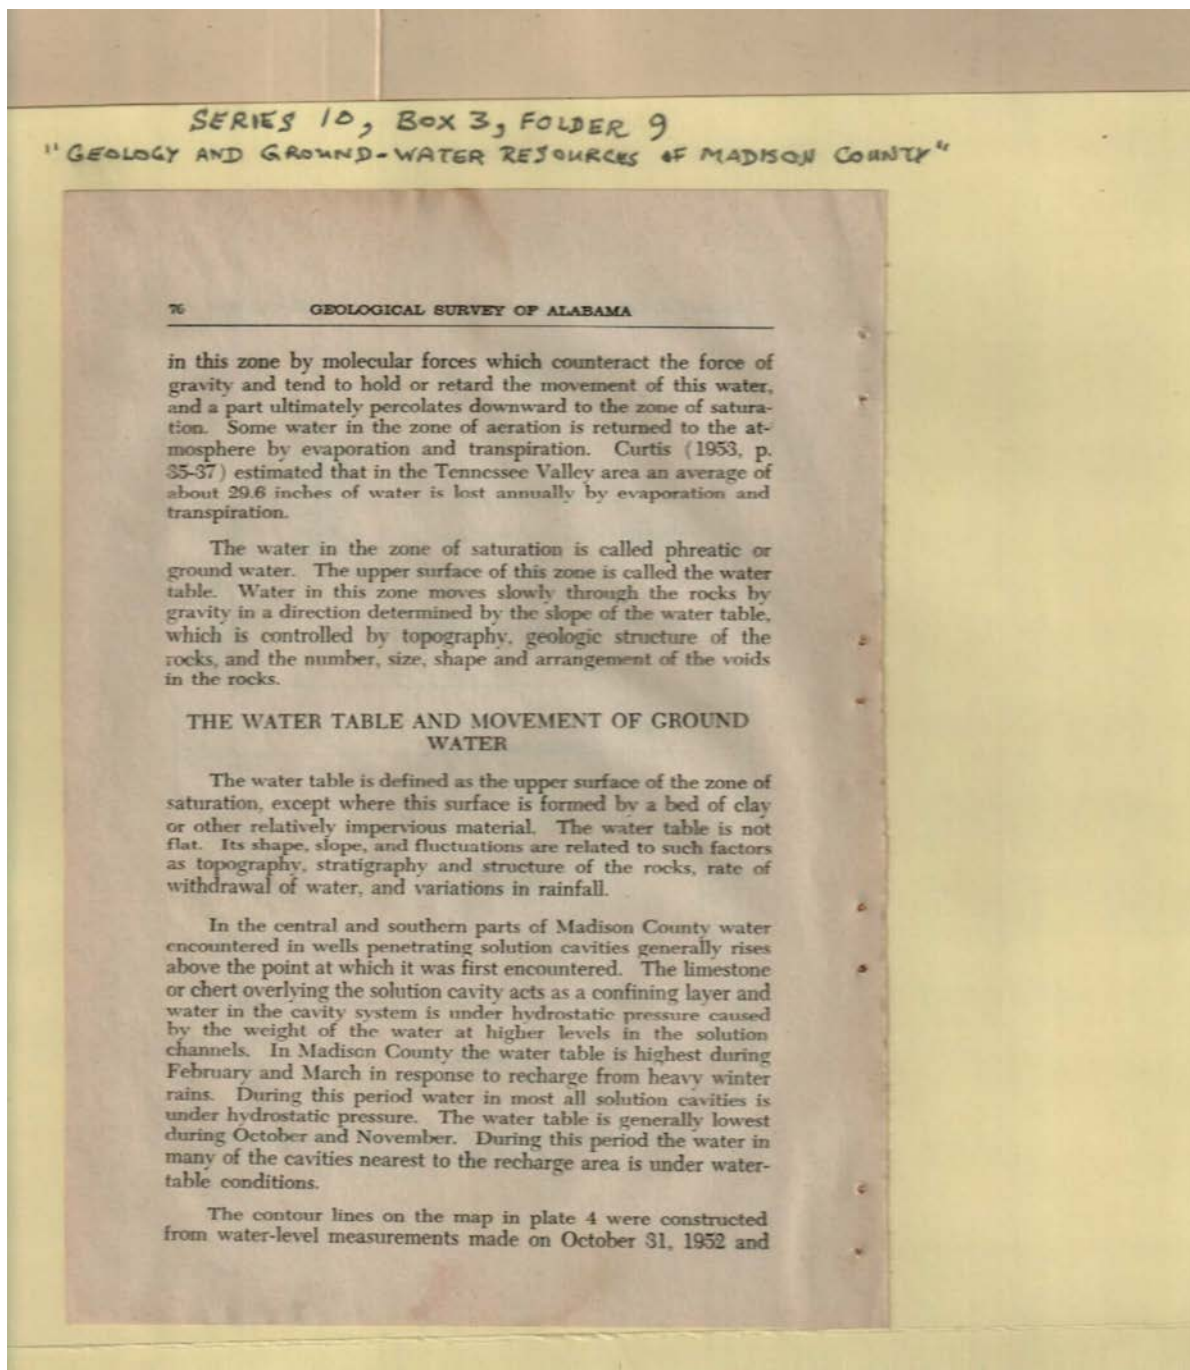 SERIES 10, BOX 3, FOLDER 9
"GEOLOGY AND GROUND-WATER RESOURCES OF MADISON COUNTY"
76 GEOLOGICAL SURVEY OF ALABAMA
in this zone by molecular forces which counteract the force of
gravity and tend to hold or retard the movement of this water,
and a part ultimately percolates downward to the zone of satura-
tion. Some water in the zone of aeration is returned to the at-
mosphere by evaporation and transpiration. Curtis (1953, p.
35-37) estimated that in the Tennessee Valley area an average of
about 29.6 inches of water is lost annually by evaporation and
transpiration.
The water in the zone of saturation is called phreatic or
ground water. The upper surface of this zone is called the water
table. Water in this zone moves slowly through the rocks by
gravity in a direction determined by the slope of the water table,
which is controlled by topography, geologic structure of the
rocks, and the number, size, shape and arrangement of the voids
in the rocks.
THE WATER TABLE AND MOVEMENT OF GROUND
WATER
The water table is defined as the upper surface of the zone of
saturation, except where this surface is formed by a bed of clay
or other relatively impervious material. The water table is not
flat. Its shape, slope, and fluctuations are related to such factors
as topography, stratigraphy and structure of the rocks, rate of
withdrawal of water, and variations in rainfall.
In the central and southern parts of Madison County water
encountered in wells penetrating solution cavities generally rises
above the point at which it was first encountered. The limestone
or chert overlying the solution cavity acts as a confining layer and
water in the cavity system is under hydrostatic pressure caused
by the weight of the water at higher levels in the solution
channels. In Madison County the water table is highest during
February and March in response to recharge from heavy winter
rains. During this period water in most all solution cavities is
under hydrostatic pressure. The water table is generally lowest
during October and November. During this period the water in
many of the cavities nearest to the recharge area is under water-
table conditions.
The contour lines on the map in plate 4 were constructed
from water-level measurements made on October 31, 1952 and